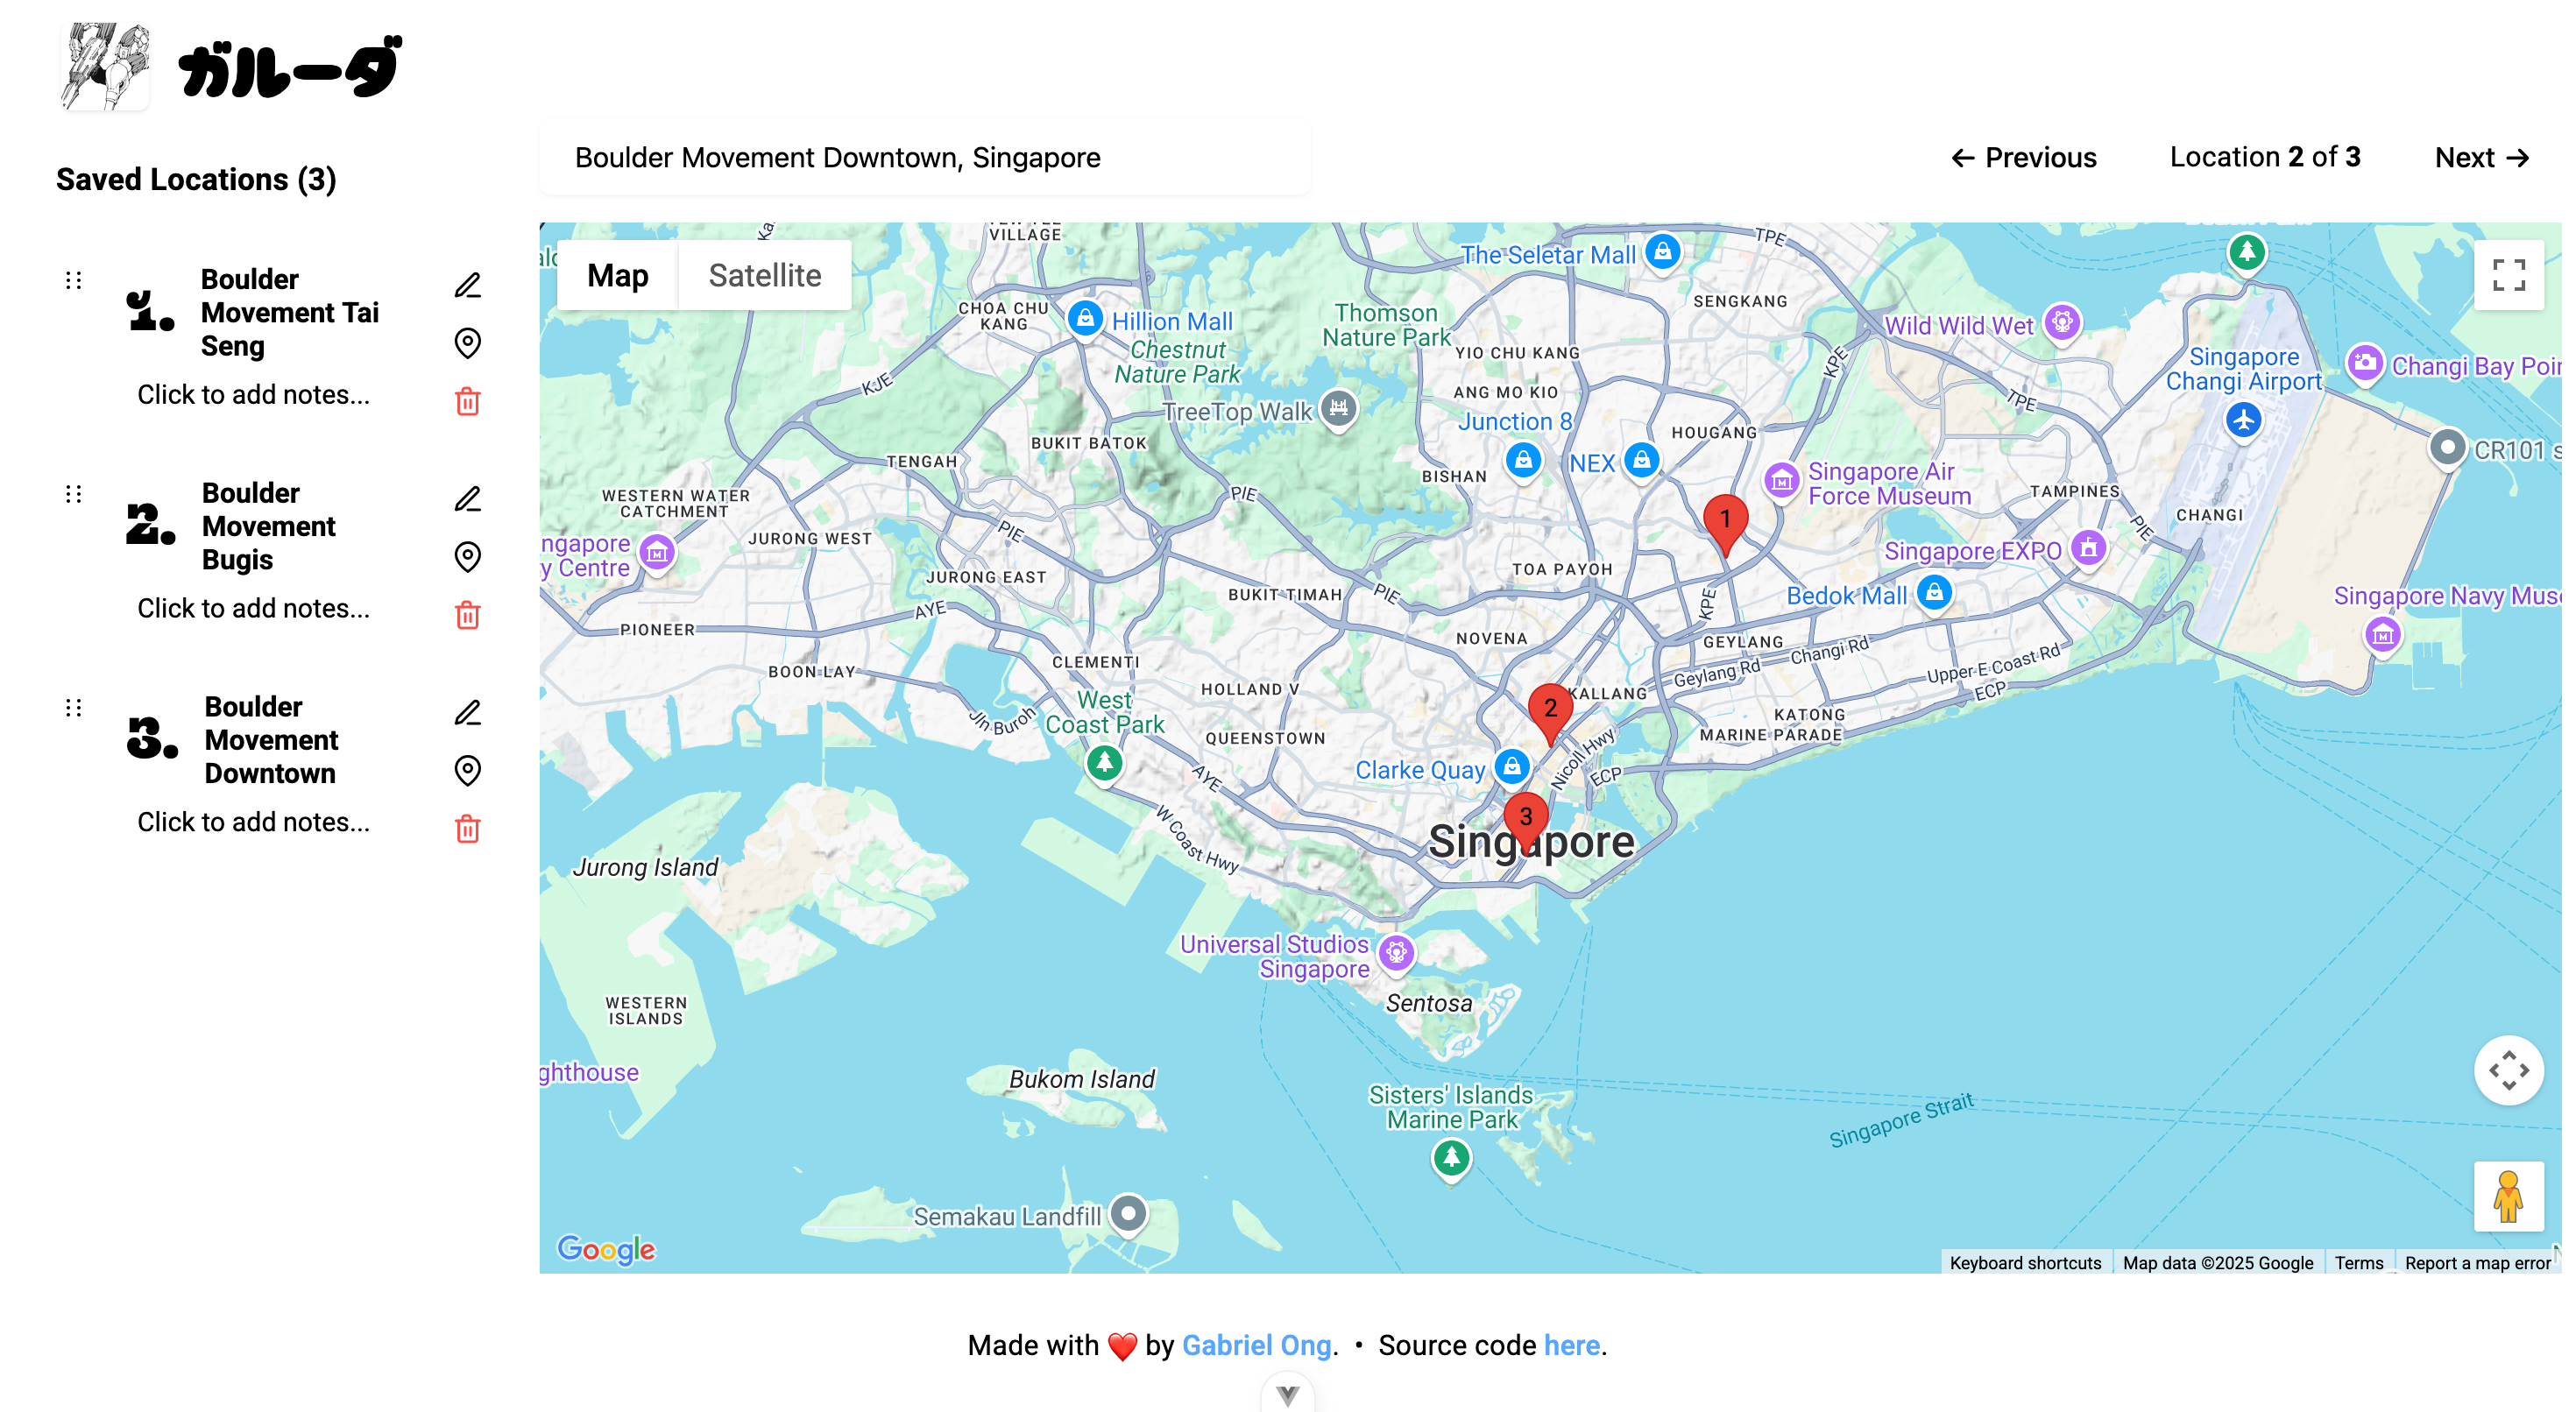 ガルーダ
Saved Locations (3)
1.
Boulder
Movement Tai
Seng
Click to add notes...
2.
Boulder
Movement
Bugis
Click to add notes...
3.
Boulder
Movement
Downtown
Click to add notes...
Boulder Movement Downtown, Singapore
← Previous
Location 2 of 3
Next →
Map
Satellite
VILLAGE
The Seletar Mall
TPE
CHOA CHU
KANG
Hillion Mall
Thomson
Nature Park
SENGKANG
Wild Wild Wet
Chestnut
Nature Park
YIO CHU KANG
KPE
Singapore
Changi Airport
Changi Bay
KJE
TreeTop Walk
ANG MO KIO
TPE
Junction 8
BUKIT BATOK
HOUGANG
CR101
TENGAH
NEX
BISHAN
Singapore Air
Force Museum
WESTERN WATER
CATCHMENT
PIE
TAMPINES
1
CHANGI
PIE
JURONG WEST
PIE
Singapore EXPO
Centre
JURONG EAST
TOA PAYOH
BUKIT TIMAH
PIE
Bedok Mall
Singapore Navy
AYE
KPE
PIONEER
NOVENA
GEYLANG
Changi Rd
BOON LAY
CLEMENTI
Geylang Rd
Upper E Coast Rd
HOLLAND V
KALLANG
ECP
West
Coast Park
2
Jln Buroh
KATONG
QUEENSTOWN
MARINE PARADE
Nicoll Hwy
Clarke Quay
AYE
ECP
3
W Coast Hwy
Singapore
Jurong Island
Universal Studios
Singapore
WESTERN
ISLANDS
Sentosa
Bukom Island
Sisters' Islands
Marine Park
Singapore Strait
Semakau Landfill
Google
Keyboard shortcuts
Map data ©2025 Google
Terms
Report a map error
Made with ❤️ by Gabriel Ong. • Source code here.